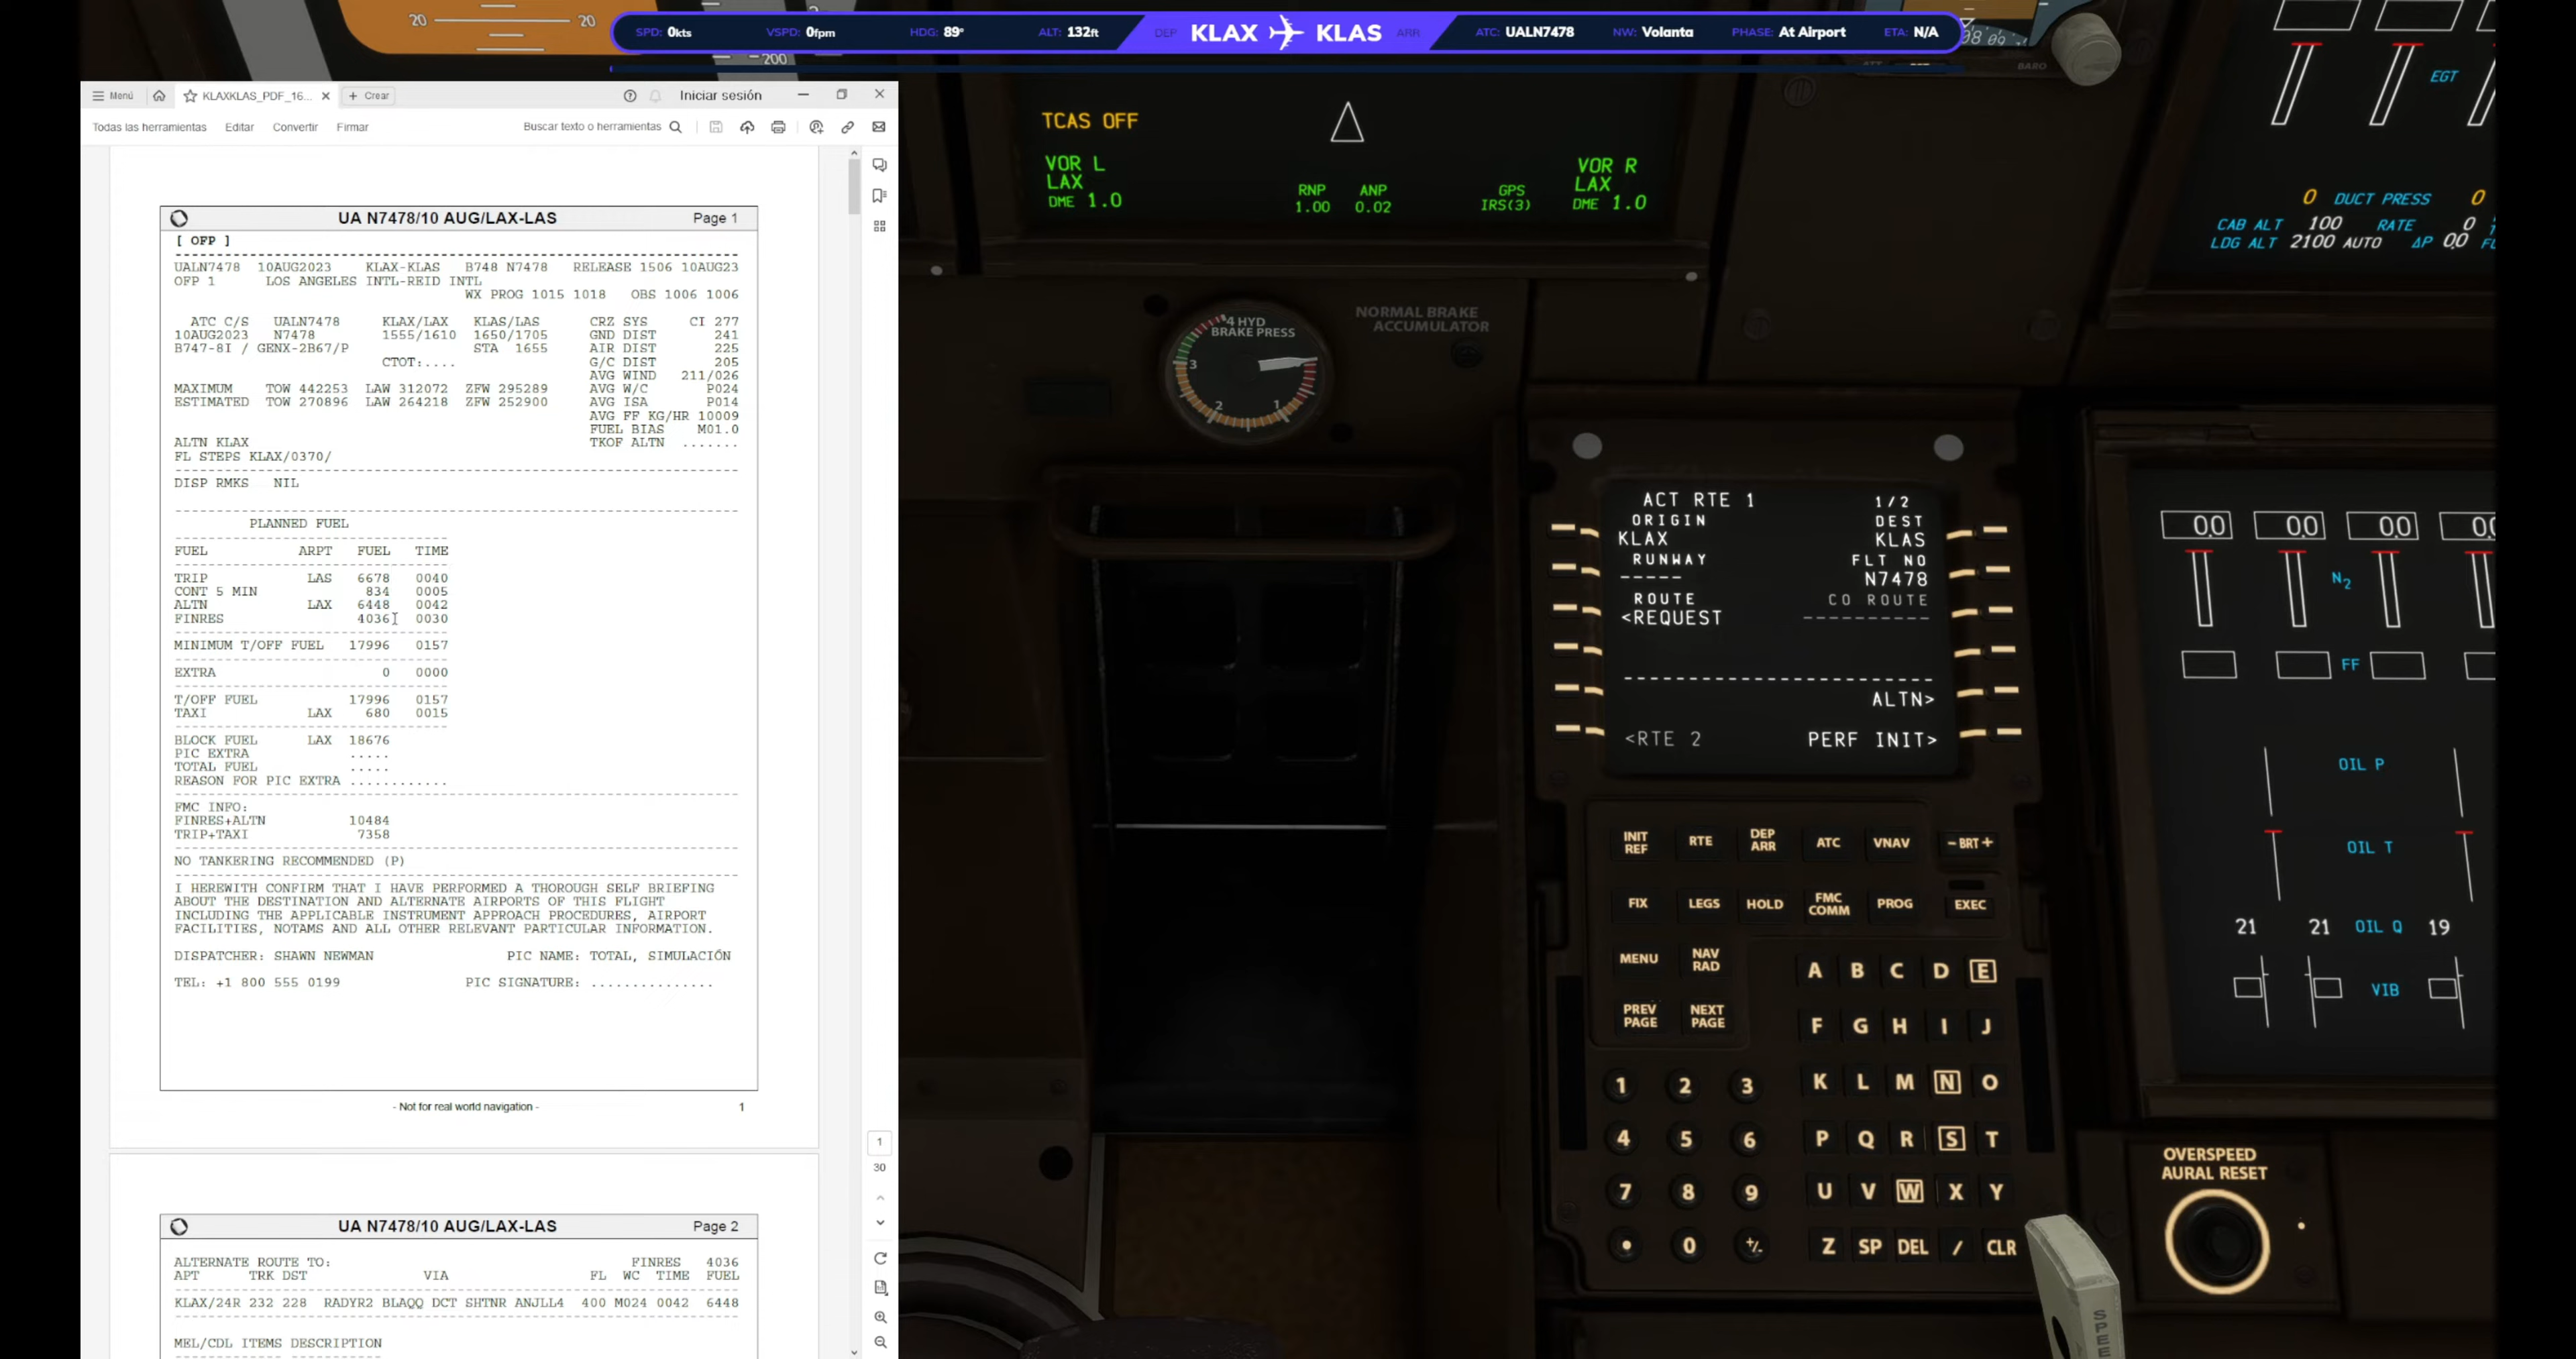 20 20
-200
SPD: 0kts VSPD: 0fpm HDG: 89° ALT: 132ft DEP KLAX KLAS ARR ATC: UALN7478 NW: Volanta PHASE: At Airport ETA: N/A
BARO
Menú KLAXKLAS_PDF_16... + Crear Iniciar sesión
Todas las herramientas Editar Convertir Firmar Buscar texto o herramientas
UA N7478/10 AUG/LAX-LAS Page 1
[ OFP ]
UALN7478 10AUG2023 KLAX-KLAS B748 N7478 RELEASE 1506 10AUG23
OFP 1 LOS ANGELES INTL-REID INTL
WX PROG 1015 1018 OBS 1006 1006
ATC C/S UALN7478 KLAX/LAX KLAS/LAS CRZ SYS CI 277
10AUG2023 N7478 1555/1610 1650/1705 GND DIST 241
B747-8I / GENX-2B67/P STA 1655 AIR DIST 225
CTOT:.... G/C DIST 205
AVG WIND 211/026
MAXIMUM TOW 442253 LAW 312072 ZFW 295289 AVG W/C P024
ESTIMATED TOW 270896 LAW 264218 ZFW 252900 AVG ISA P014
AVG FF KG/HR 10009
FUEL BIAS M01.0
ALTN KLAX TKOF ALTN .......
FL STEPS KLAX/0370/
DISP RMKS NIL
PLANNED FUEL
FUEL ARPT FUEL TIME
TRIP LAS 6678 0040
CONT 5 MIN 834 0005
ALTN LAX 6448 0042
FINRES 4036 0030
MINIMUM T/OFF FUEL 17996 0157
EXTRA 0 0000
T/OFF FUEL 17996 0157
TAXI LAX 680 0015
BLOCK FUEL LAX 18676
PIC EXTRA .....
TOTAL FUEL .....
REASON FOR PIC EXTRA ............
FMC INFO:
FINRES+ALTN 10484
TRIP+TAXI 7358
NO TANKERING RECOMMENDED (P)
I HEREWITH CONFIRM THAT I HAVE PERFORMED A THOROUGH SELF BRIEFING
ABOUT THE DESTINATION AND ALTERNATE AIRPORTS OF THIS FLIGHT
INCLUDING THE APPLICABLE INSTRUMENT APPROACH PROCEDURES, AIRPORT
FACILITIES, NOTAMS AND ALL OTHER RELEVANT PARTICULAR INFORMATION.
DISPATCHER: SHAWN NEWMAN PIC NAME: TOTAL, SIMULACIÓN
TEL: +1 800 555 0199 PIC SIGNATURE: ...............
- Not for real world navigation - 1
1
30
UA N7478/10 AUG/LAX-LAS Page 2
ALTERNATE ROUTE TO: FINRES 4036
APT TRK DST VIA FL WC TIME FUEL
KLAX/24R 232 228 RADYR2 BLAQQ DCT SHTNR ANJLL4 400 M024 0042 6448
MEL/CDL ITEMS DESCRIPTION
TCAS OFF
VOR L VOR R
LAX RNP ANP GPS LAX
DME 1.0 1.00 0.02 IRS(3) DME 1.0
NORMAL BRAKE
ACCUMULATOR
4 HYD
BRAKE PRESS
3
2 1
ACT RTE 1 1/2
ORIGIN DEST
KLAX KLAS
RUNWAY FLT NO
----- N7478
ROUTE CO ROUTE
<REQUEST ----------
ALTN>
<RTE 2 PERF INIT>
INIT REF RTE DEP ARR ATC VNAV - BRT +
FIX LEGS HOLD FMC COMM PROG EXEC
MENU NAV RAD
PREV PAGE NEXT PAGE
A B C D E
F G H I J
K L M N O
P Q R S T
U V W X Y
Z SP DEL / CLR
1 2 3
4 5 6
7 8 9
. 0 +/-
EGT
0 DUCT PRESS 0
CAB ALT 100 RATE 0
LDG ALT 2100 AUTO ΔP 00
00 00 00
N2
FF
OIL P
OIL T
21 21 OIL Q 19
VIB
OVERSPEED
AURAL RESET
SPEE